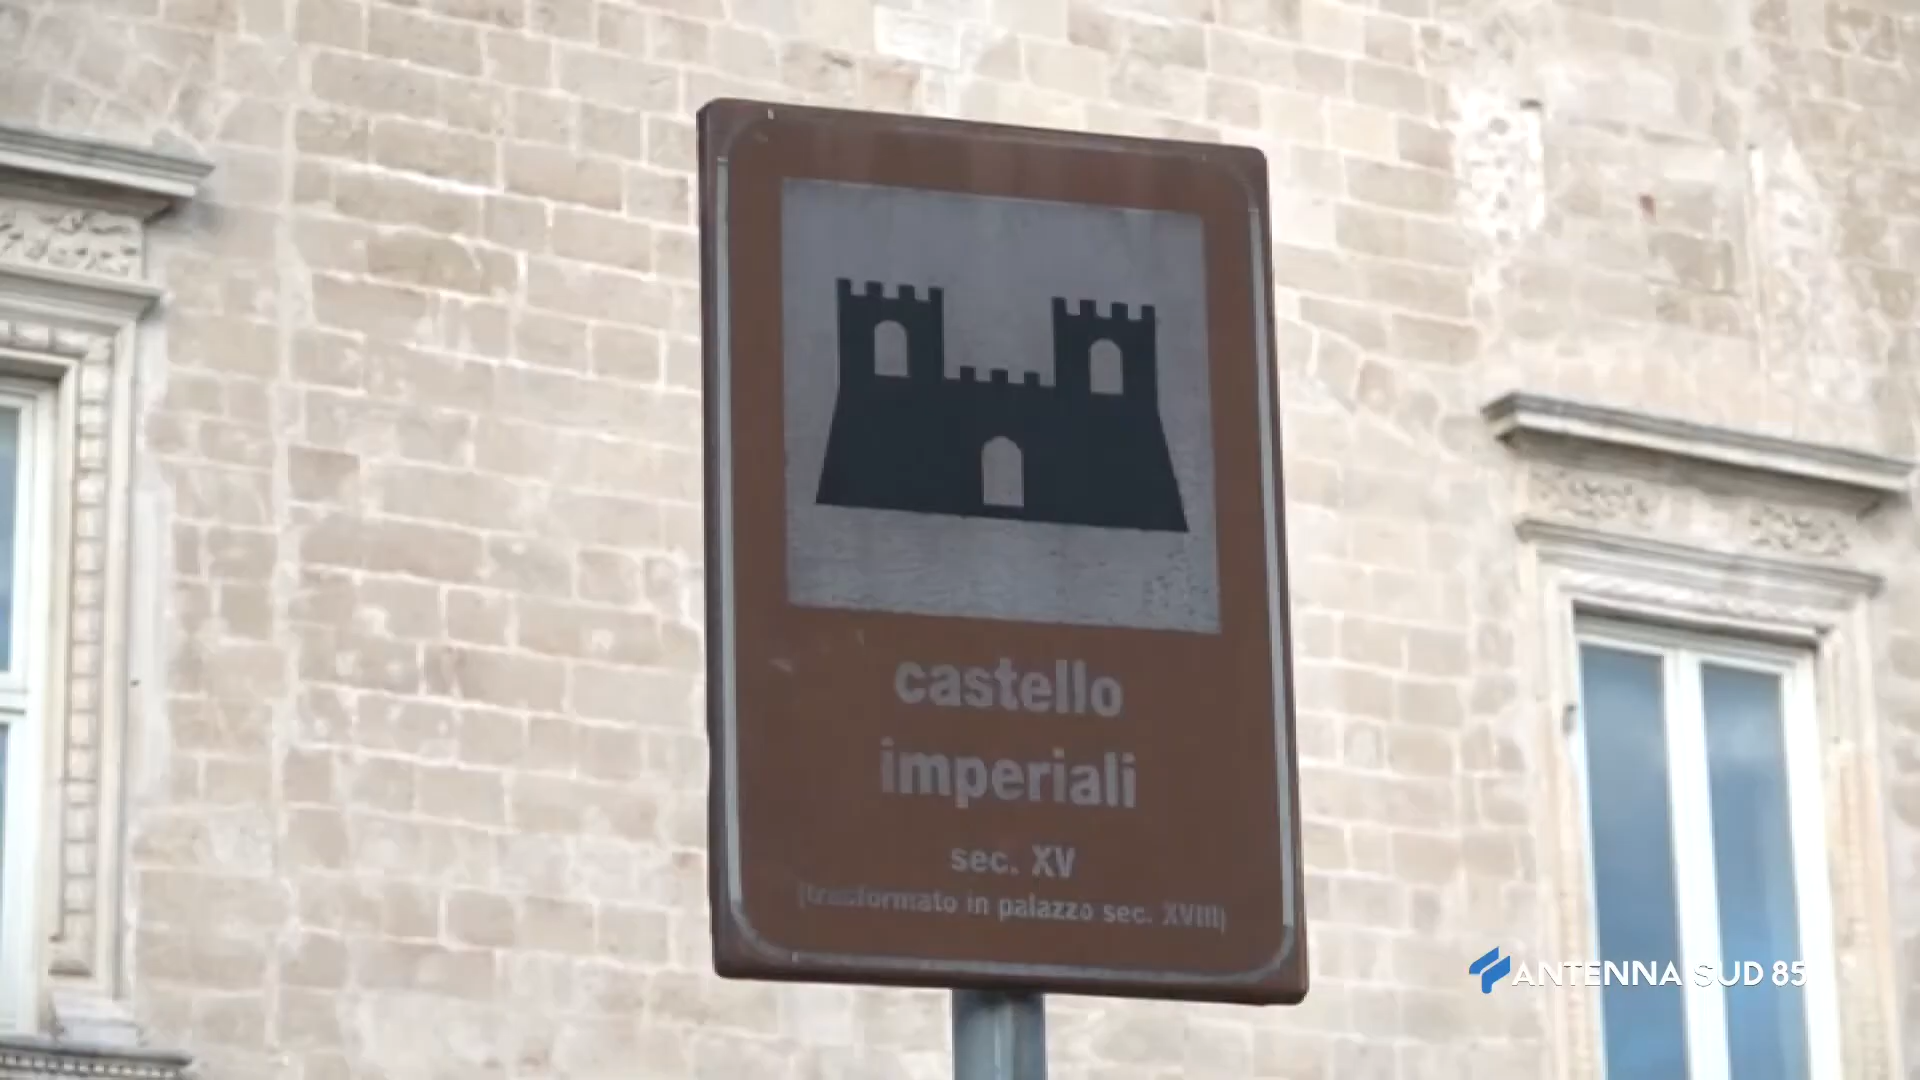 castello
imperiali
sec. XV
(trasformato in palazzo sec. XVIII)
ANTENNA SUD 85